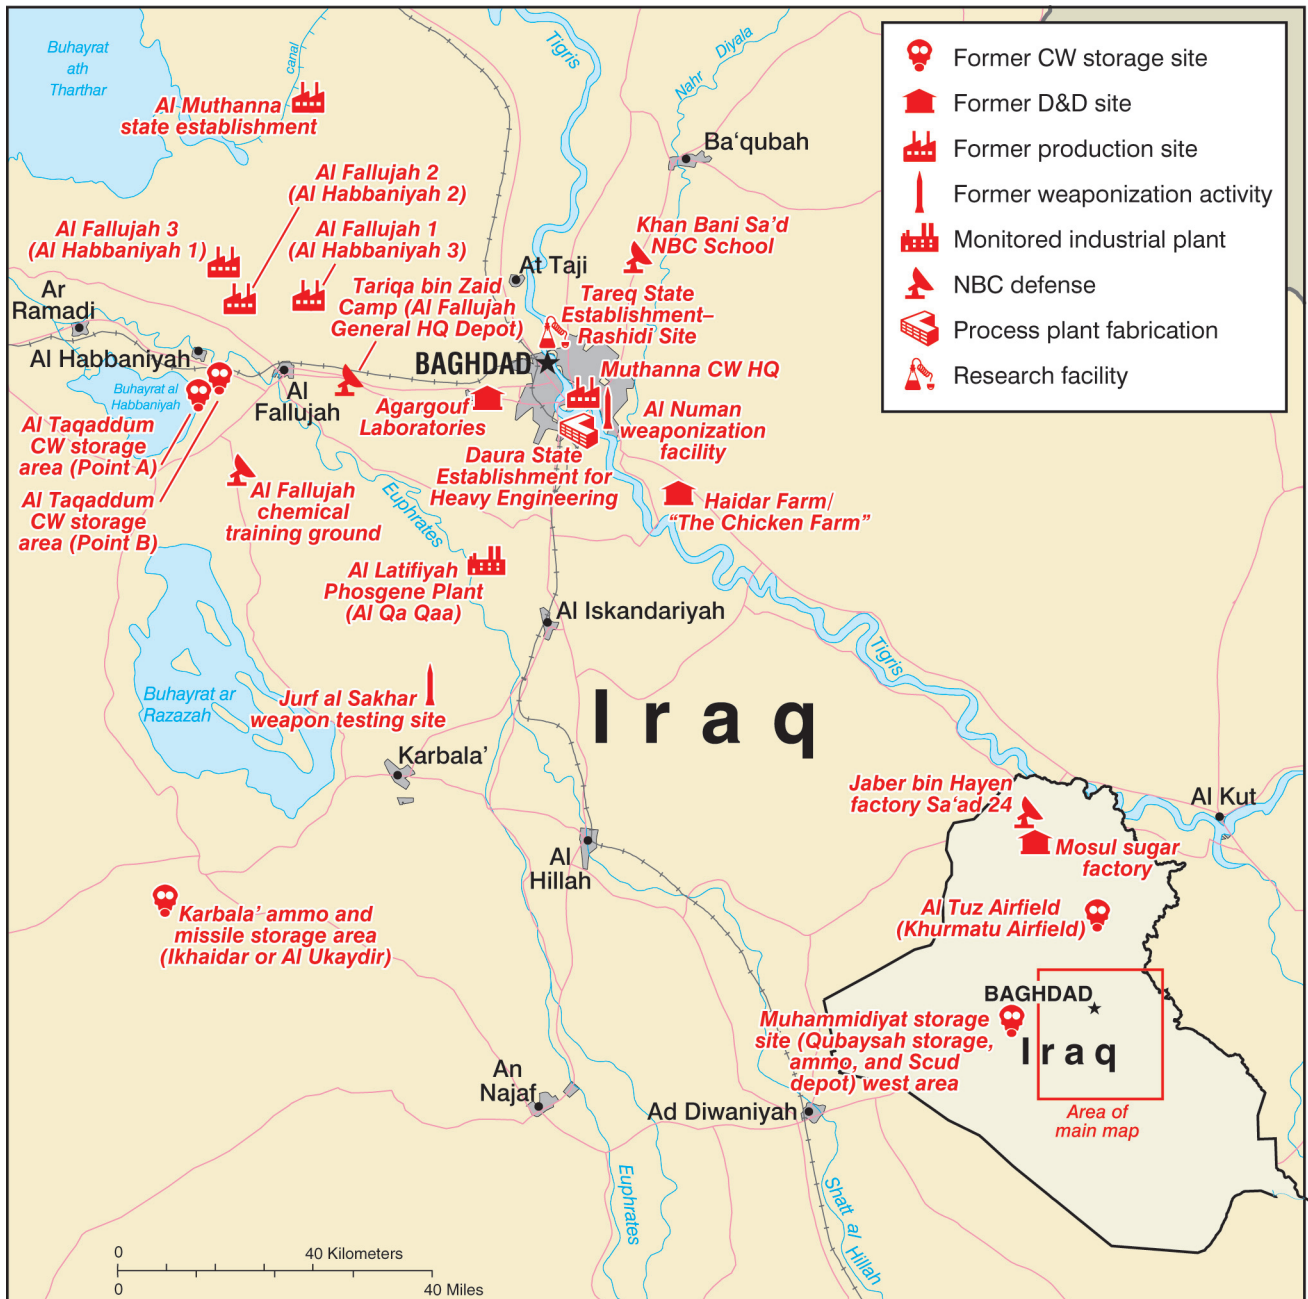 Buhayrat
ath
Tharthar
canal
Tigris
Nahr Diyala
Former CW storage site
Former D&D site
Former production site
Former weaponization activity
Monitored industrial plant
NBC defense
Process plant fabrication
Research facility
Al Muthanna
state establishment
Ba‘qubah
Al Fallujah 2
(Al Habbaniyah 2)
Al Fallujah 3
(Al Habbaniyah 1)
Al Fallujah 1
(Al Habbaniyah 3)
Khan Bani Sa’d
NBC School
At Taji
Tariqa bin Zaid
Camp (Al Fallujah
General HQ Depot)
Tareq State
Establishment–
Rashidi Site
Ar
Ramadi
Al Habbaniyah
BAGHDAD
Muthanna CW HQ
Buhayrat al
Habbaniyah
Al
Fallujah
Agargouf
Laboratories
Al Numan
weaponization
facility
Al Taqaddum
CW storage
area (Point A)
Al Taqaddum
CW storage
area (Point B)
Daura State
Establishment for
Heavy Engineering
Al Fallujah
chemical
training ground
Euphrates
Haidar Farm/
“The Chicken Farm”
Al Latifiyah
Phosgene Plant
(Al Qa Qaa)
Al Iskandariyah
Tigris
Buhayrat ar
Razazah
Jurf al Sakhar
weapon testing site
Iraq
Karbala’
Jaber bin Hayen
factory Sa‘ad 24
Al Kut
Mosul sugar
factory
Al
Hillah
Karbala’ ammo and
missile storage area
(Ikhaidar or Al Ukaydir)
Al Tuz Airfield
(Khurmatu Airfield)
BAGHDAD
Iraq
Muhammidiyat storage
site (Qubaysah storage,
ammo, and Scud
depot) west area
Area of
main map
An
Najaf
Ad Diwaniyah
Euphrates
Shatt al Hillah
0 40 Kilometers
0 40 Miles